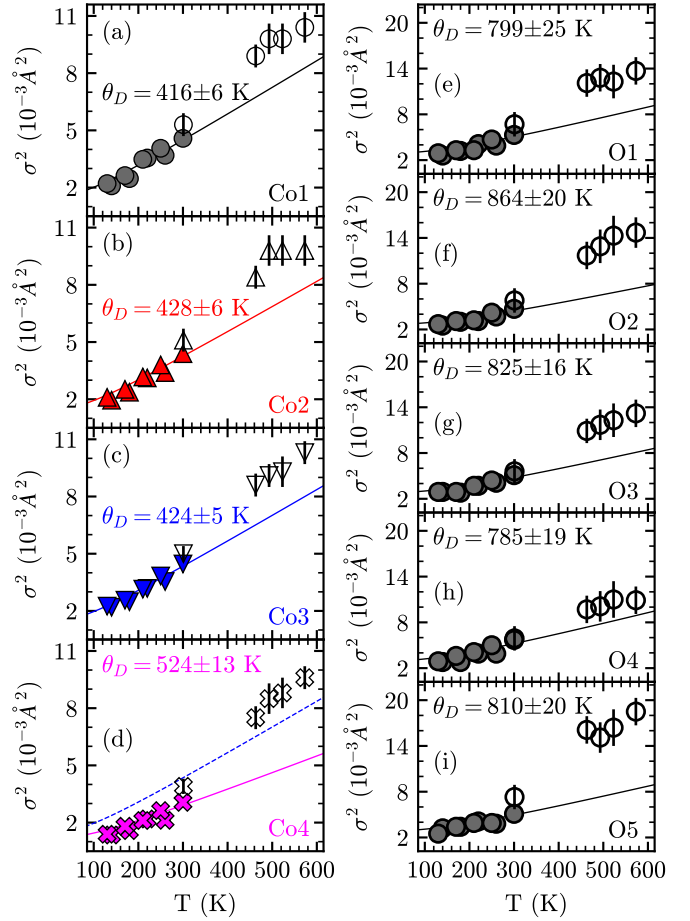 (a)
θ_D = 416±6 K
Co1
σ² (10⁻³Å²)
11
8
5
2
(b)
θ_D = 428±6 K
Co2
σ² (10⁻³Å²)
11
8
5
2
(c)
θ_D = 424±5 K
Co3
σ² (10⁻³Å²)
11
8
5
2
θ_D = 524±13 K
(d)
Co4
σ² (10⁻³Å²)
11
8
5
2
100 200 300 400 500 600
T (K)
θ_D = 799±25 K
(e)
O1
σ² (10⁻³Å²)
20
14
8
2
θ_D = 864±20 K
(f)
O2
σ² (10⁻³Å²)
20
14
8
2
θ_D = 825±16 K
(g)
O3
σ² (10⁻³Å²)
20
14
8
2
θ_D = 785±19 K
(h)
O4
σ² (10⁻³Å²)
20
14
8
2
θ_D = 810±20 K
(i)
O5
σ² (10⁻³Å²)
20
14
8
2
100 200 300 400 500 600
T (K)